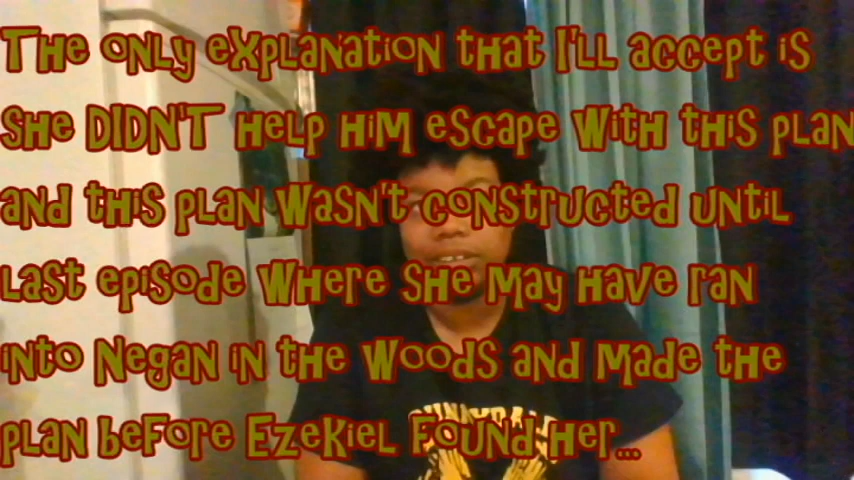 The only explanation that I'll accept is
she DIDN'T help him escape with this plan
and this plan wasn't constructed until
last episode where she may have ran
into Negan in the woods and made the
plan before Ezekiel found her...